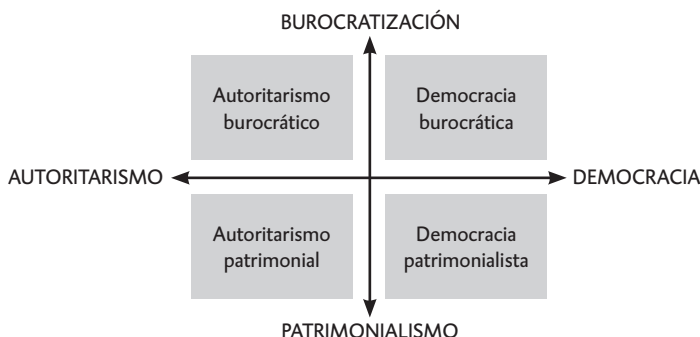 BUROCRATIZACIÓN
Autoritarismo
burocrático
Democracia
burocrática
AUTORITARISMO
DEMOCRACIA
Autoritarismo
patrimonial
Democracia
patrimonialista
PATRIMONIALISMO